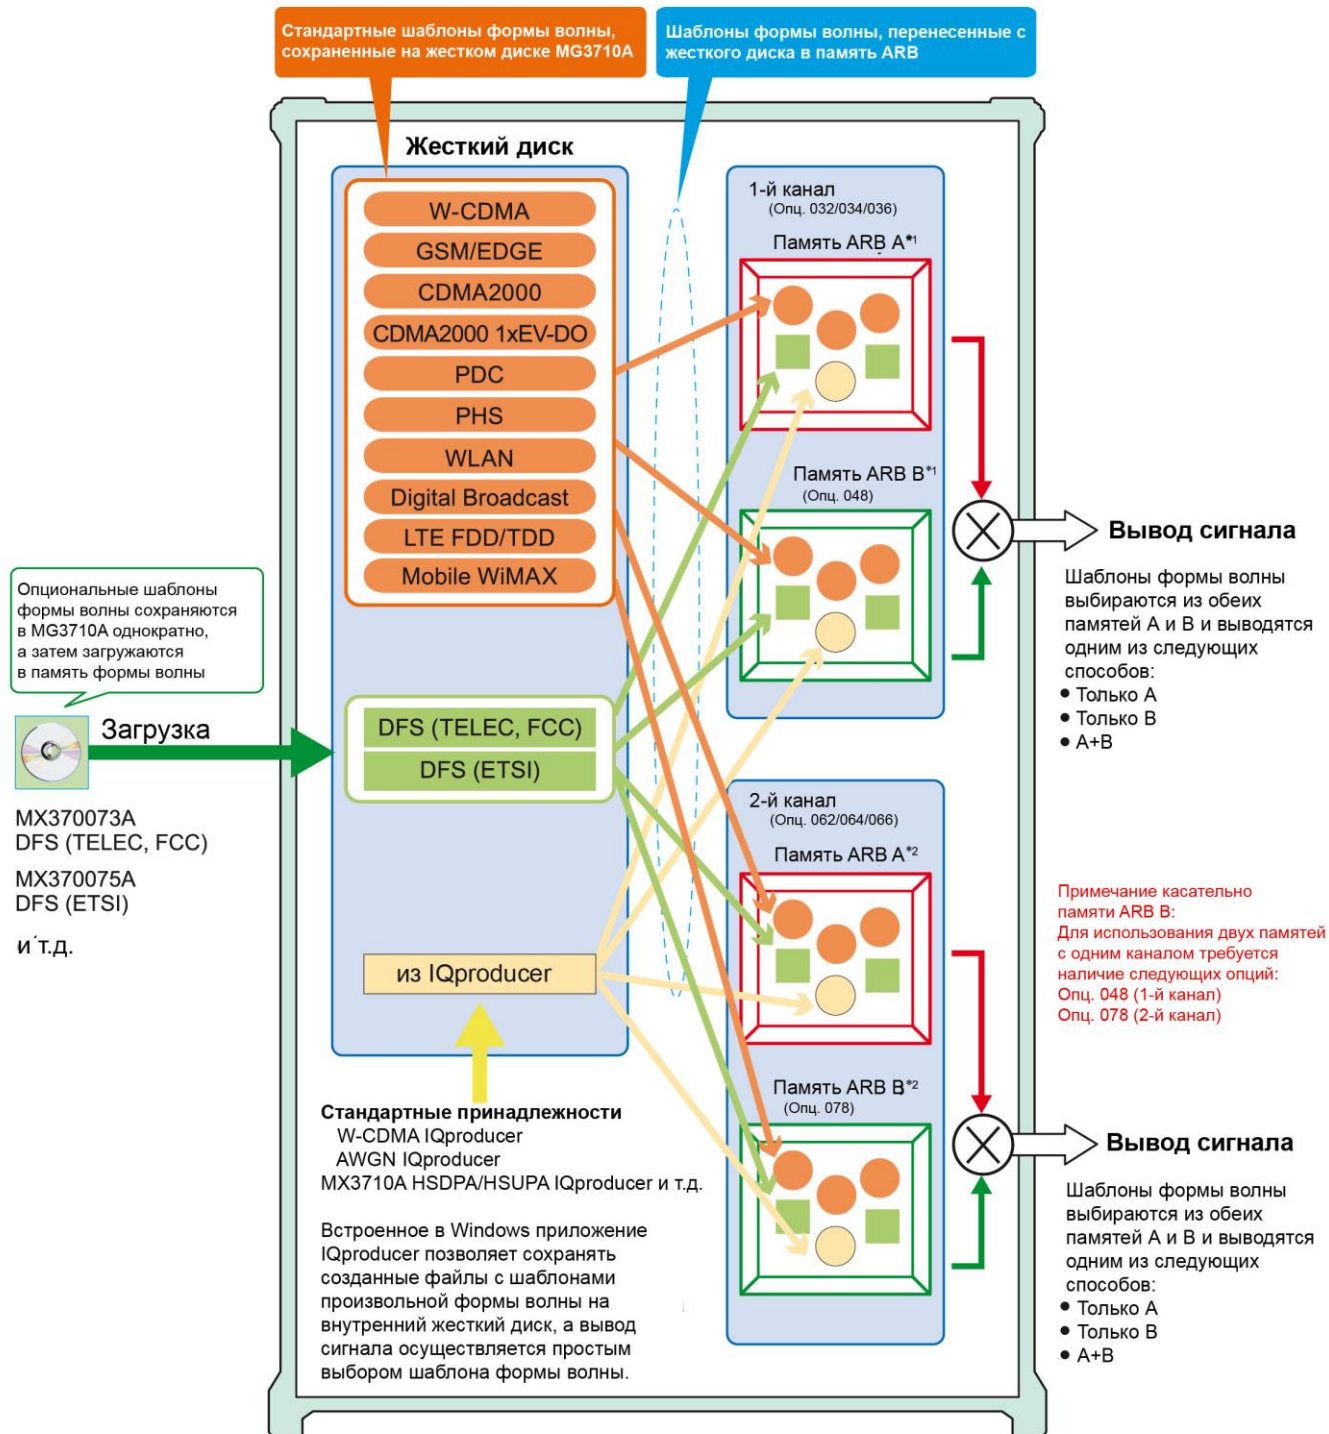 Стандартные шаблоны формы волны,
сохраненные на жестком диске MG3710A
Шаблоны формы волны, перенесенные с
жесткого диска в память ARB
Жесткий диск
W-CDMA
GSM/EDGE
CDMA2000
CDMA2000 1xEV-DO
PDC
PHS
WLAN
Digital Broadcast
LTE FDD/TDD
Mobile WiMAX
DFS (TELEC, FCC)
DFS (ETSI)
из IQproducer
1-й канал
(Опц. 032/034/036)
Память ARB A*1
Память ARB B*1
(Опц. 048)
2-й канал
(Опц. 062/064/066)
Память ARB A*2
Память ARB B*2
(Опц. 078)
Опциональные шаблоны
формы волны сохраняются
в MG3710A однократно,
а затем загружаются
в память формы волны
Загрузка
MX370073A
DFS (TELEC, FCC)
MX370075A
DFS (ETSI)
и т.д.
Стандартные принадлежности
W-CDMA IQproducer
AWGN IQproducer
MX3710A HSDPA/HSUPA IQproducer и т.д.
Встроенное в Windows приложение
IQproducer позволяет сохранять
созданные файлы с шаблонами
произвольной формы волны на
внутренний жесткий диск, а вывод
сигнала осуществляется простым
выбором шаблона формы волны.
Вывод сигнала
Шаблоны формы волны
выбираются из обеих
памятей А и В и выводятся
одним из следующих
способов:
• Только А
• Только В
• А+В
Примечание касательно
памяти ARB B:
Для использования двух памятей
с одним каналом требуется
наличие следующих опций:
Опц. 048 (1-й канал)
Опц. 078 (2-й канал)
Вывод сигнала
Шаблоны формы волны
выбираются из обеих
памятей А и В и выводятся
одним из следующих
способов:
• Только А
• Только В
• А+В